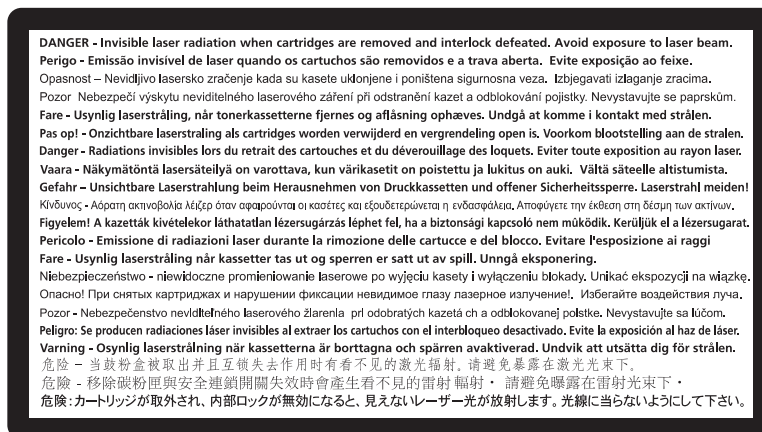 DANGER - Invisible laser radiation when cartridges are removed and interlock defeated. Avoid exposure to laser beam.
Perigo - Emissão invisível de laser quando os cartuchos são removidos e a trava aberta. Evite exposição ao feixe.
Opasnost – Nevidljivo lasersko zračenje kada su kasete uklonjene i poništena sigurnosna veza. Izbjegavati izlaganje zracima.
Pozor Nebezpečí výskytu neviditelného laserového záření při odstranění kazet a odblokování pojistky. Nevystavujte se paprskům.
Fare - Usynlig laserstråling, når tonerkassetterne fjernes og aflåsning ophæves. Undgå at komme i kontakt med strålen.
Pas op! - Onzichtbare laserstraling als cartridges worden verwijderd en vergrendeling open is. Voorkom blootstelling aan de stralen.
Danger - Radiations invisibles lors du retrait des cartouches et du déverouillage des loquets. Eviter toute exposition au rayon laser.
Vaara - Näkymätöntä lasersäteilyä on varottava, kun värikasetit on poistettu ja lukitus on auki. Vältä säteelle altistumista.
Gefahr – Unsichtbare Laserstrahlung beim Herausnehmen von Druckkassetten und offener Sicherheitssperre. Laserstrahl meiden!
Κίνδυνος - Αόρατη ακτινοβολία λέιζερ όταν αφαιρούνται οι κασέτες και εξουδετερώνεται η ενδασφάλεια. Αποφύγετε την έκθεση στη δέσμη των ακτίνων.
Figyelem! A kazetták kivételekor láthatatlan lézersugárzás léphet fel, ha a biztonsági kapcsoló nem mûködik. Kerüljük el a lézersugarat.
Pericolo - Emissione di radiazioni laser durante la rimozione delle cartucce e del blocco. Evitare l'esposizione ai raggi
Fare - Usynlig laserstråling når kassetter tas ut og sperren er satt ut av spill. Unngå eksponering.
Niebezpieczeństwo - niewidoczne promieniowanie laserowe po wyjęciu kasety i wyłączeniu blokady. Unikać ekspozycji na wiązkę.
Опасно! При снятых картриджах и нарушении фиксации невидимое глазу лазерное излучение!. Избегайте воздействия луча.
Pozor - Nebezpečenstvo neviditeľného laserového žlarenla prl odobratých kazetá ch a odblokovanej polstke. Nevystavujte sa lúčom.
Peligro: Se producen radiaciones láser invisibles al extraer los cartuchos con el interbloqueo desactivado. Evite la exposición al haz de láser.
Varning - Osynlig laserstrålning när kassetterna är borttagna och spärren avaktiverad. Undvik att utsätta dig för strålen.
危险 – 当鼓粉盒被取出并且互锁失去作用时有看不见的激光辐射. 请避免暴露在激光光束下.
危險 - 移除碳粉匣與安全連鎖開關失效時會產生看不見的雷射 輻射・ 請避免曝露在雷射光束下・
危険：カートリッジが取外され、内部ロックが無効になると、見えないレーザー光が放射します。光線に当らないようにして下さい。